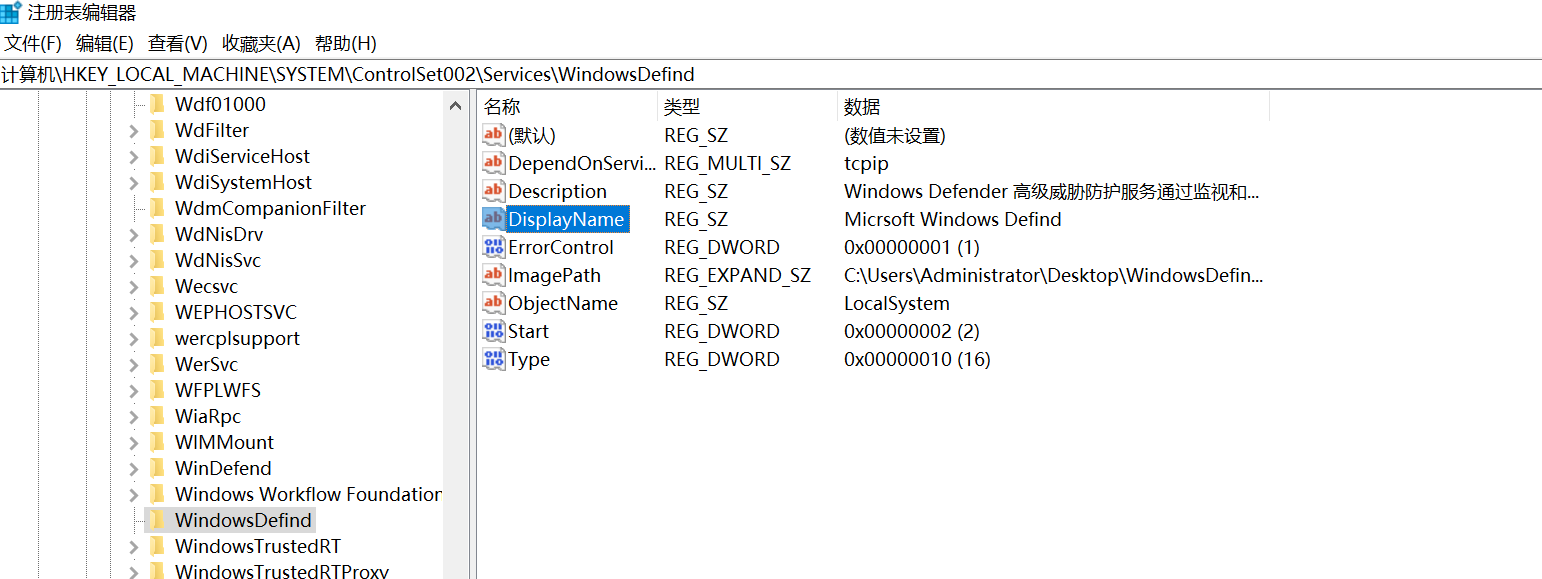 注册表编辑器
文件(F) 编辑(E) 查看(V) 收藏夹(A) 帮助(H)
计算机\HKEY_LOCAL_MACHINE\SYSTEM\ControlSet002\Services\WindowsDefind
Wdf01000
WdFilter
WdiServiceHost
WdiSystemHost
WdmCompanionFilter
WdNisDrv
WdNisSvc
Wecsvc
WEPHOSTSVC
wercplsupport
WerSvc
WFPLWFS
WiaRpc
WIMMount
WinDefend
Windows Workflow Foundation
WindowsDefind
WindowsTrustedRT
WindowsTrustedRTProxy
名称 类型 数据
(默认) REG_SZ (数值未设置)
DependOnServi... REG_MULTI_SZ tcpip
Description REG_SZ Windows Defender 高级威胁防护服务通过监视和...
DisplayName REG_SZ Micrsoft Windows Defind
ErrorControl REG_DWORD 0x00000001 (1)
ImagePath REG_EXPAND_SZ C:\Users\Administrator\Desktop\WindowsDefin...
ObjectName REG_SZ LocalSystem
Start REG_DWORD 0x00000002 (2)
Type REG_DWORD 0x00000010 (16)